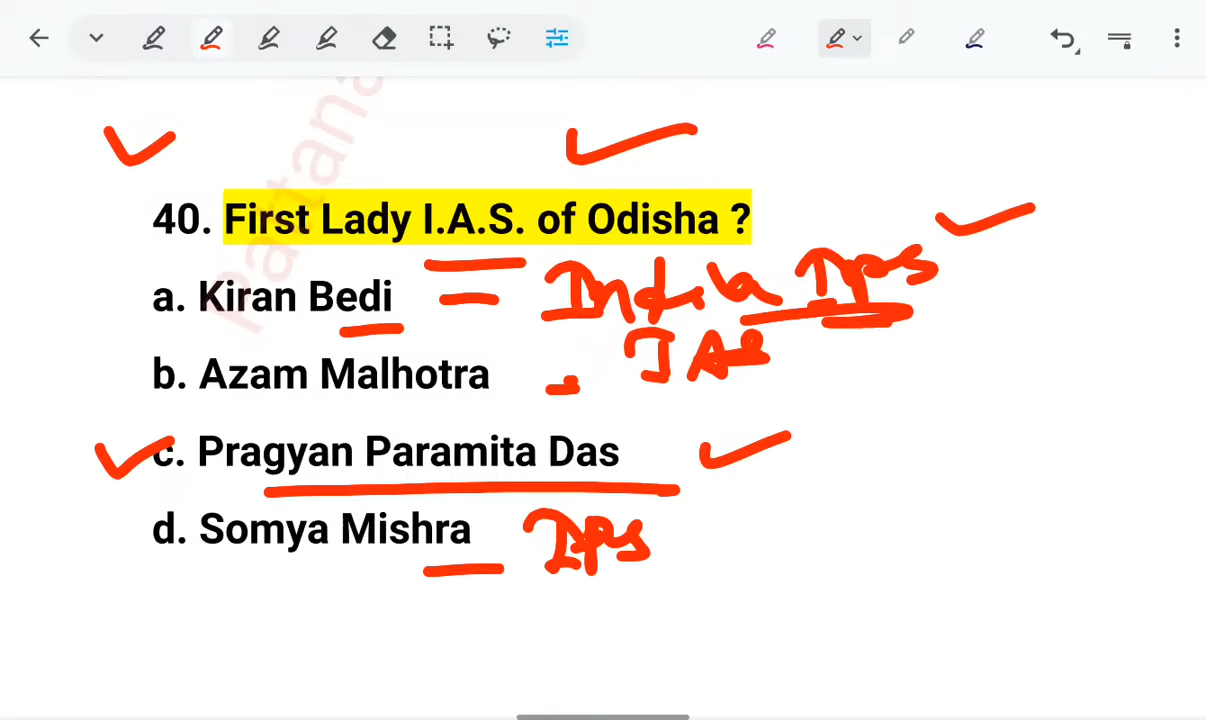 40. First Lady I.A.S. of Odisha ?
a. Kiran Bedi = India Ips
b. Azam Malhotra - IAS
c. Pragyan Paramita Das
d. Somya Mishra Ips